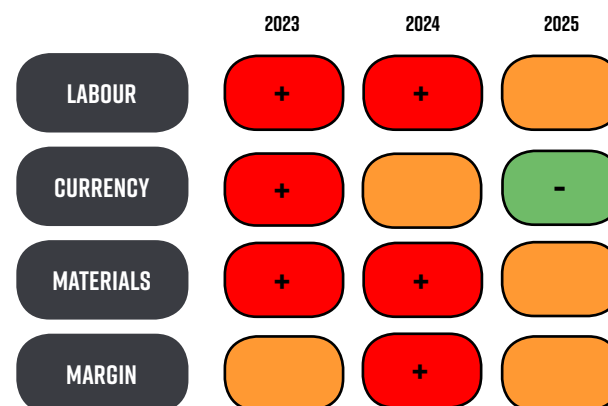 2023 2024 2025
LABOUR + +
CURRENCY + -
MATERIALS + +
MARGIN +